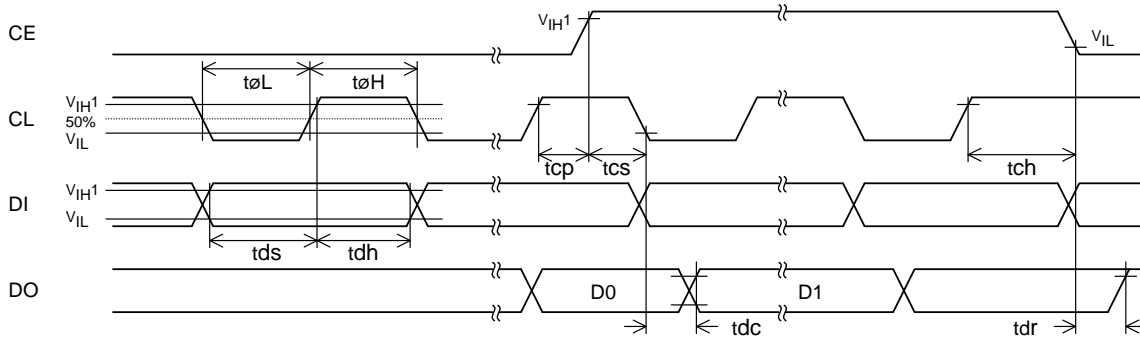 CE
VIH1
VIL
tøL
tøH
CL
VIH1
50%
VIL
tcp
tcs
tch
DI
VIH1
VIL
tds
tdh
DO
D0
D1
tdc
tdr